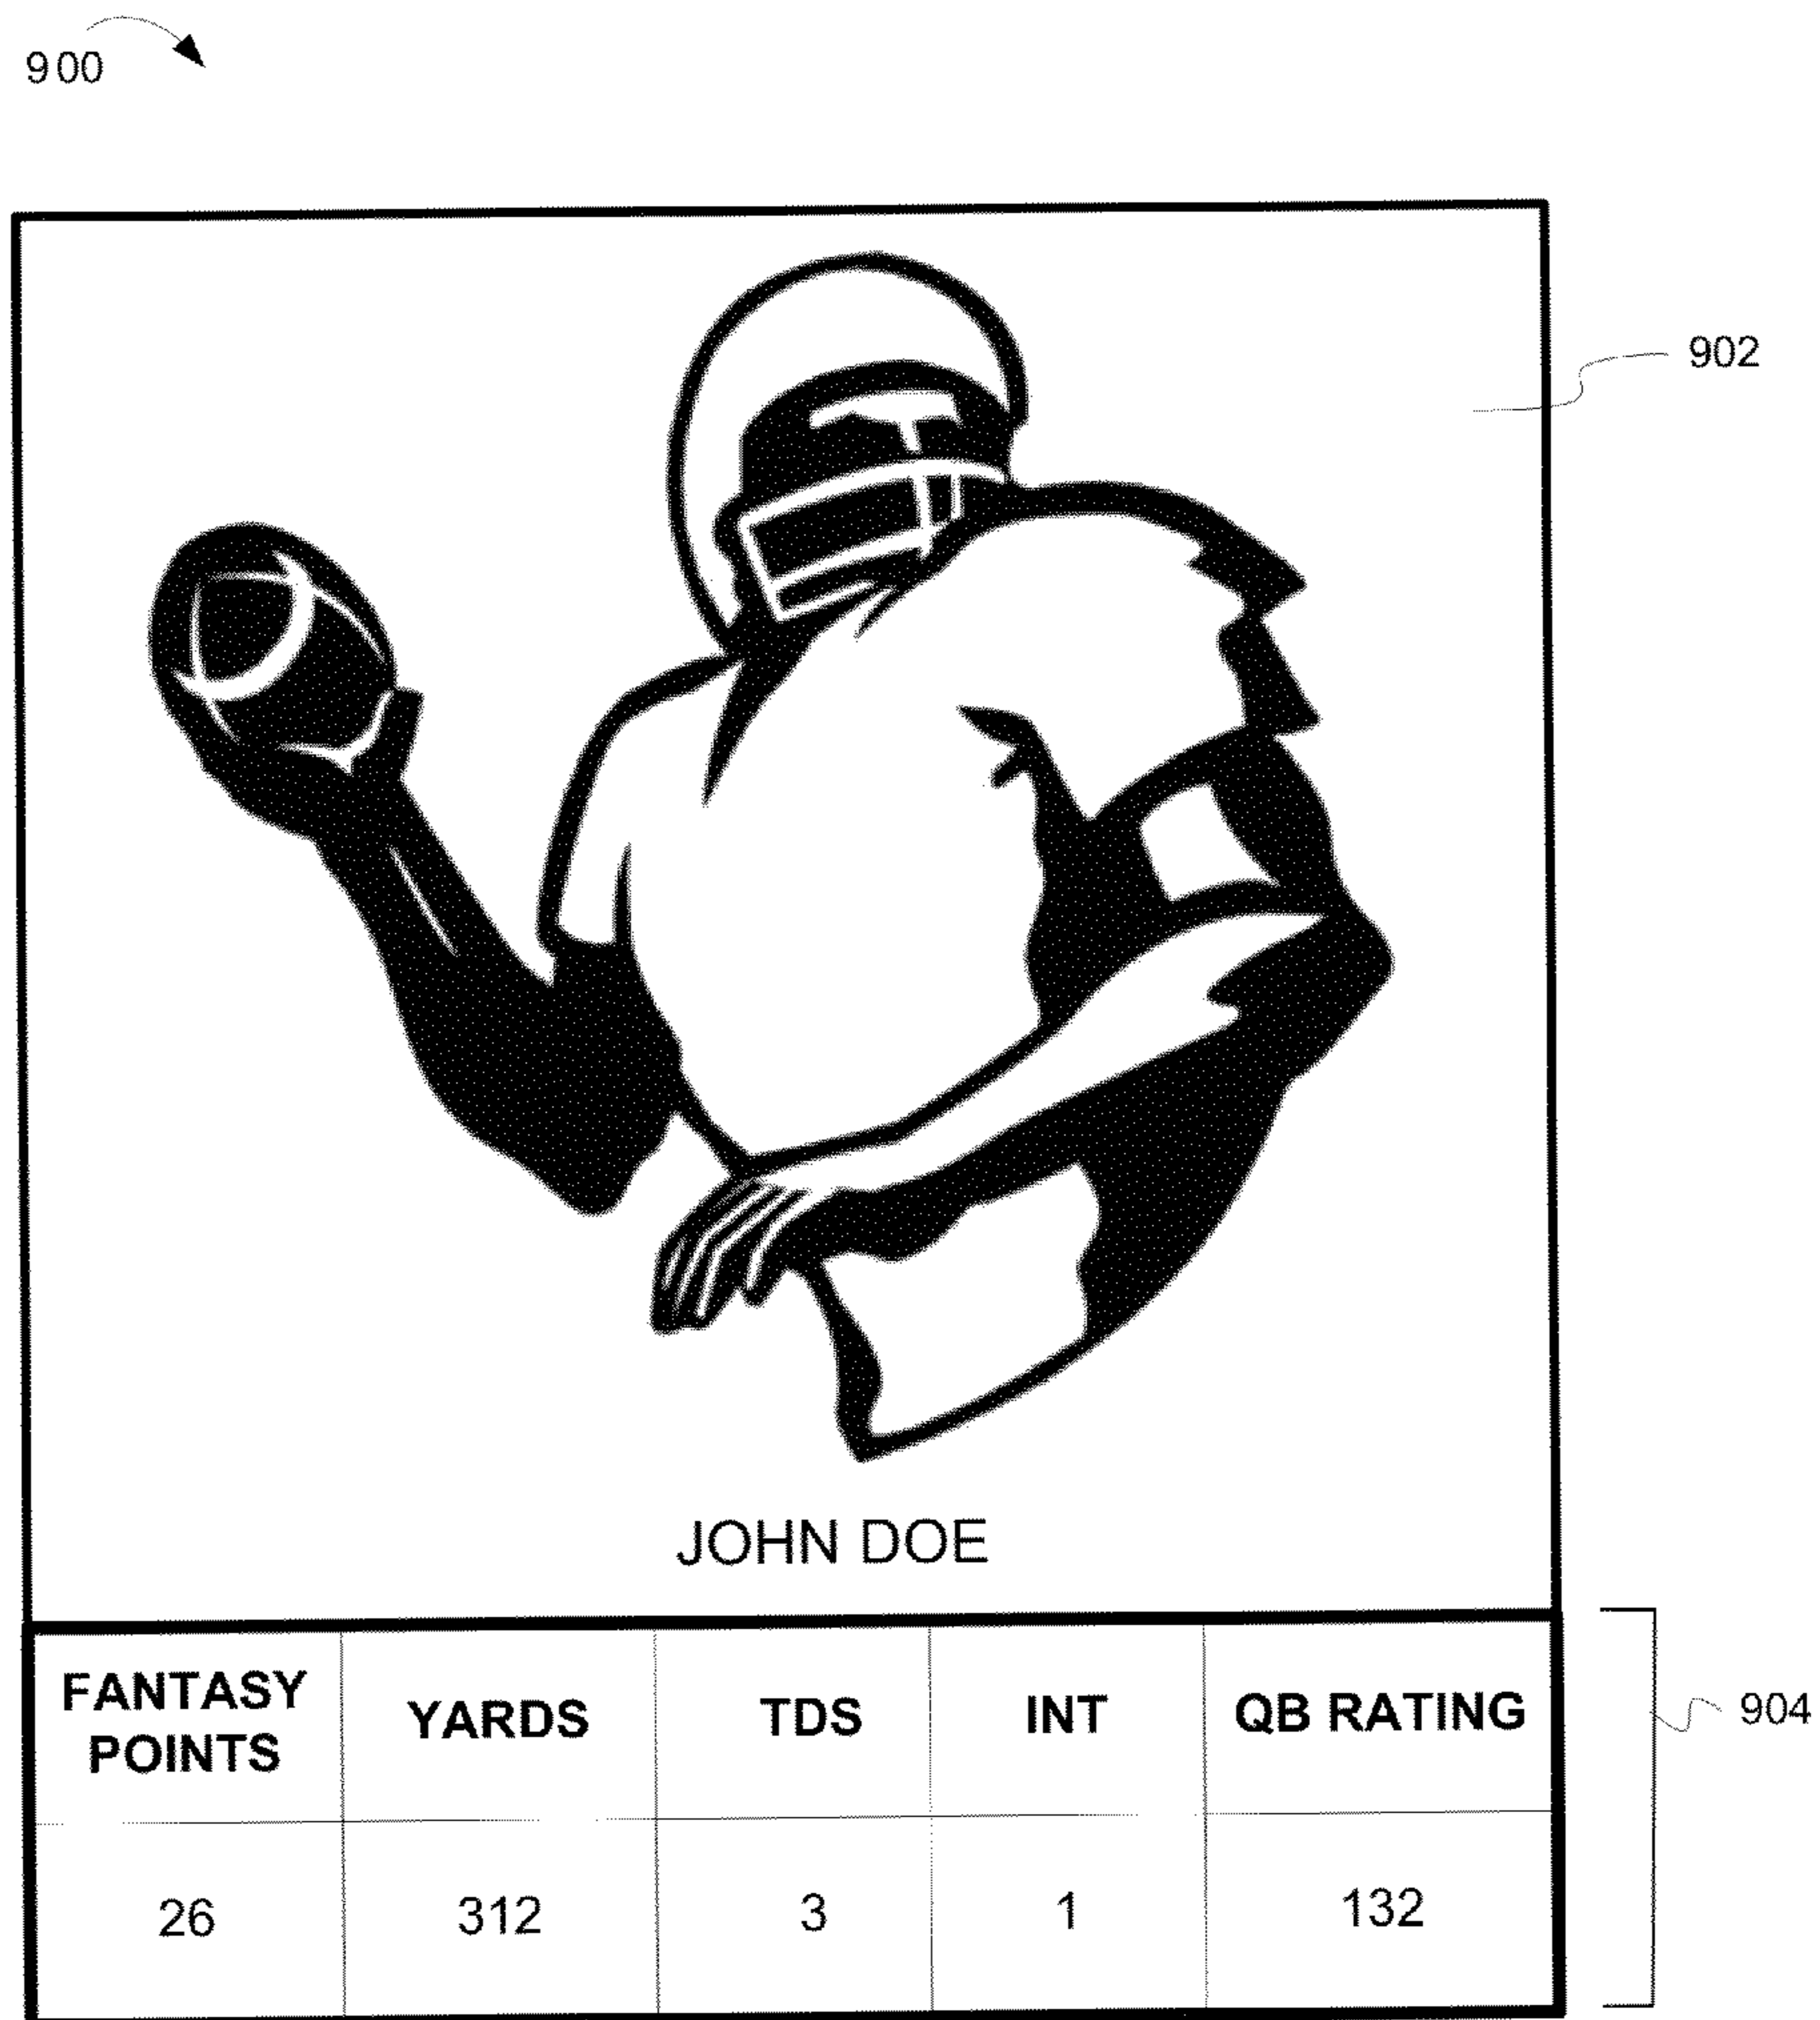 900
902
JOHN DOE
FANTASY POINTS YARDS TDS INT QB RATING
904
26 312 3 1 132